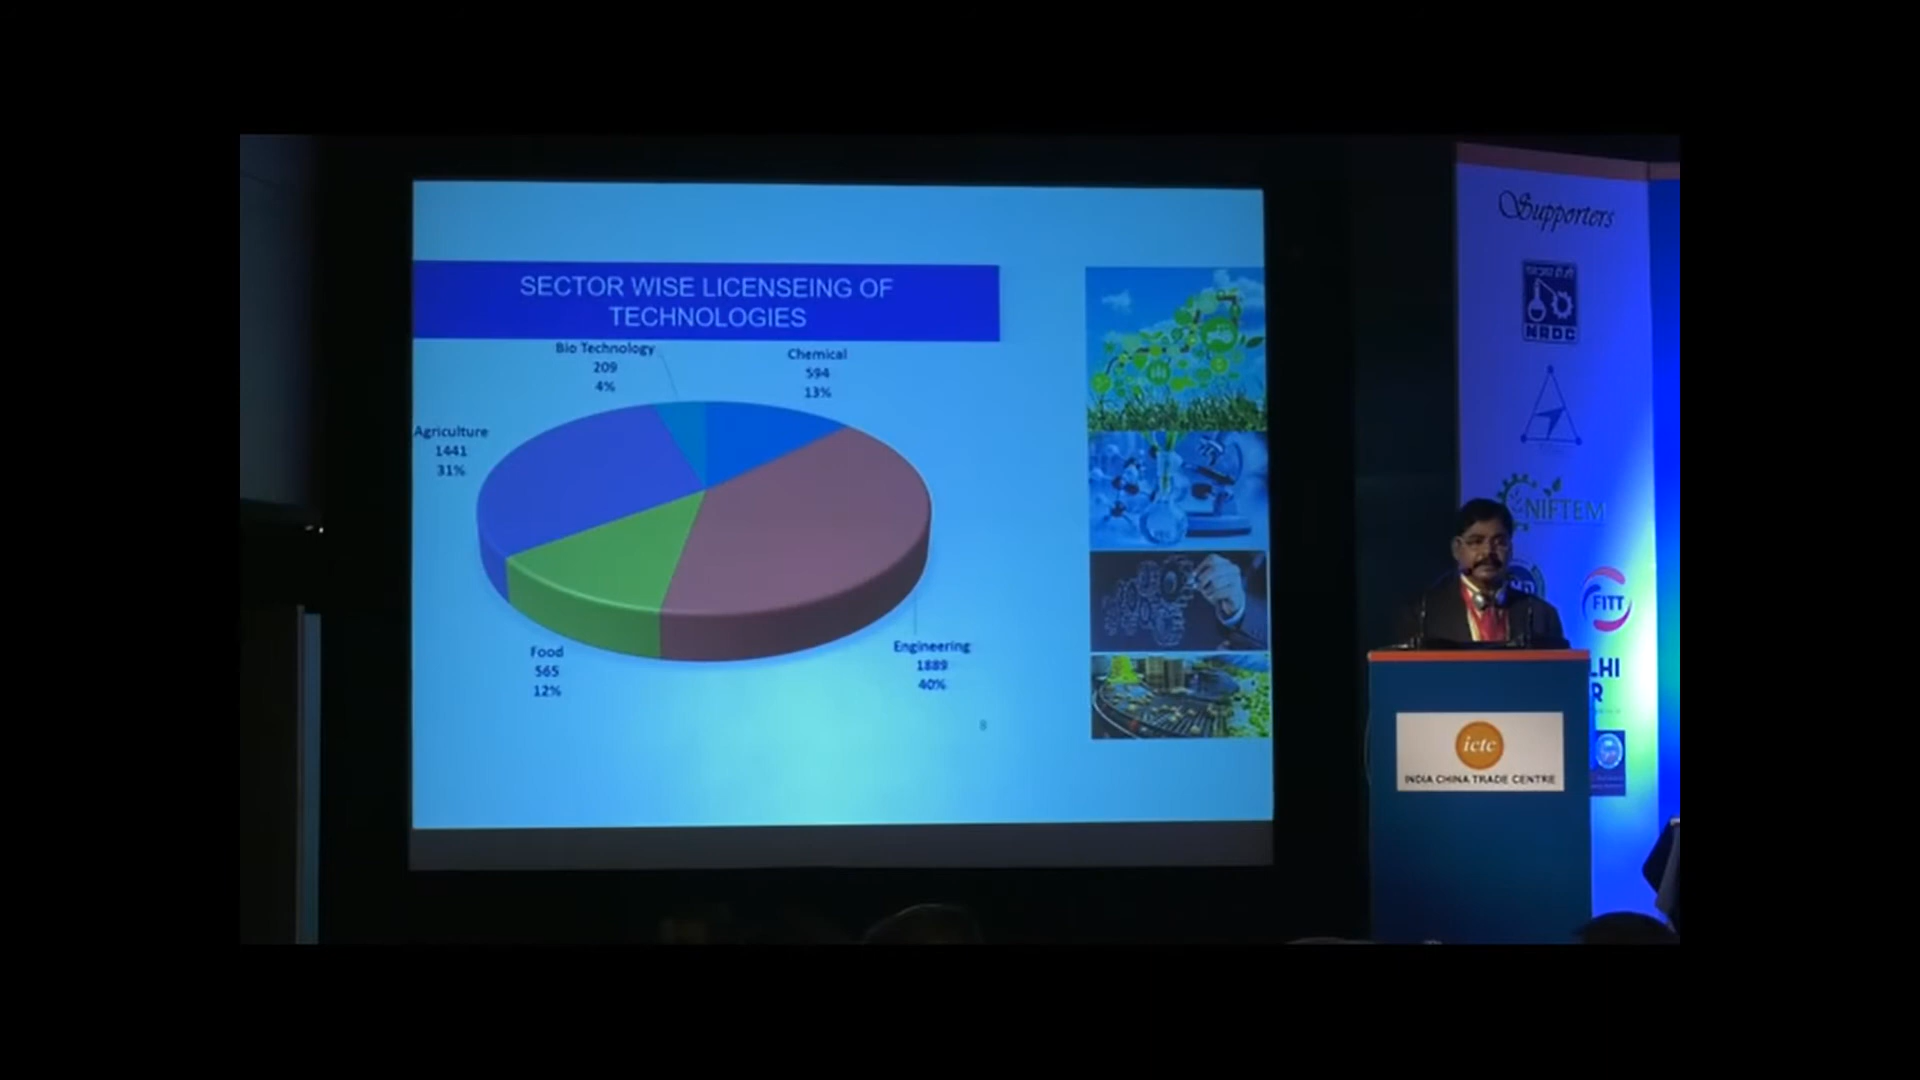 SECTOR WISE LICENSEING OF
TECHNOLOGIES
Bio Technology
209
4%
Chemical
594
13%
Agriculture
1441
31%
Food
565
12%
Engineering
1889
40%
8
Supporters
NRDC
NIFTEM
FITT
LHI
R
ictc
INDIA CHINA TRADE CENTRE